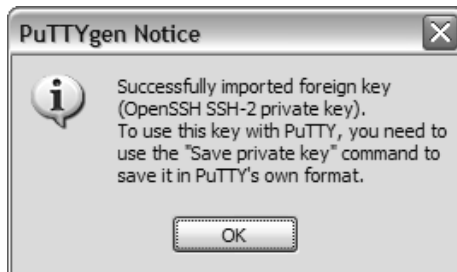 PuTTYgen Notice
Successfully imported foreign key
(OpenSSH SSH-2 private key).
To use this key with PuTTY, you need to
use the "Save private key" command to
save it in PuTTY's own format.
OK